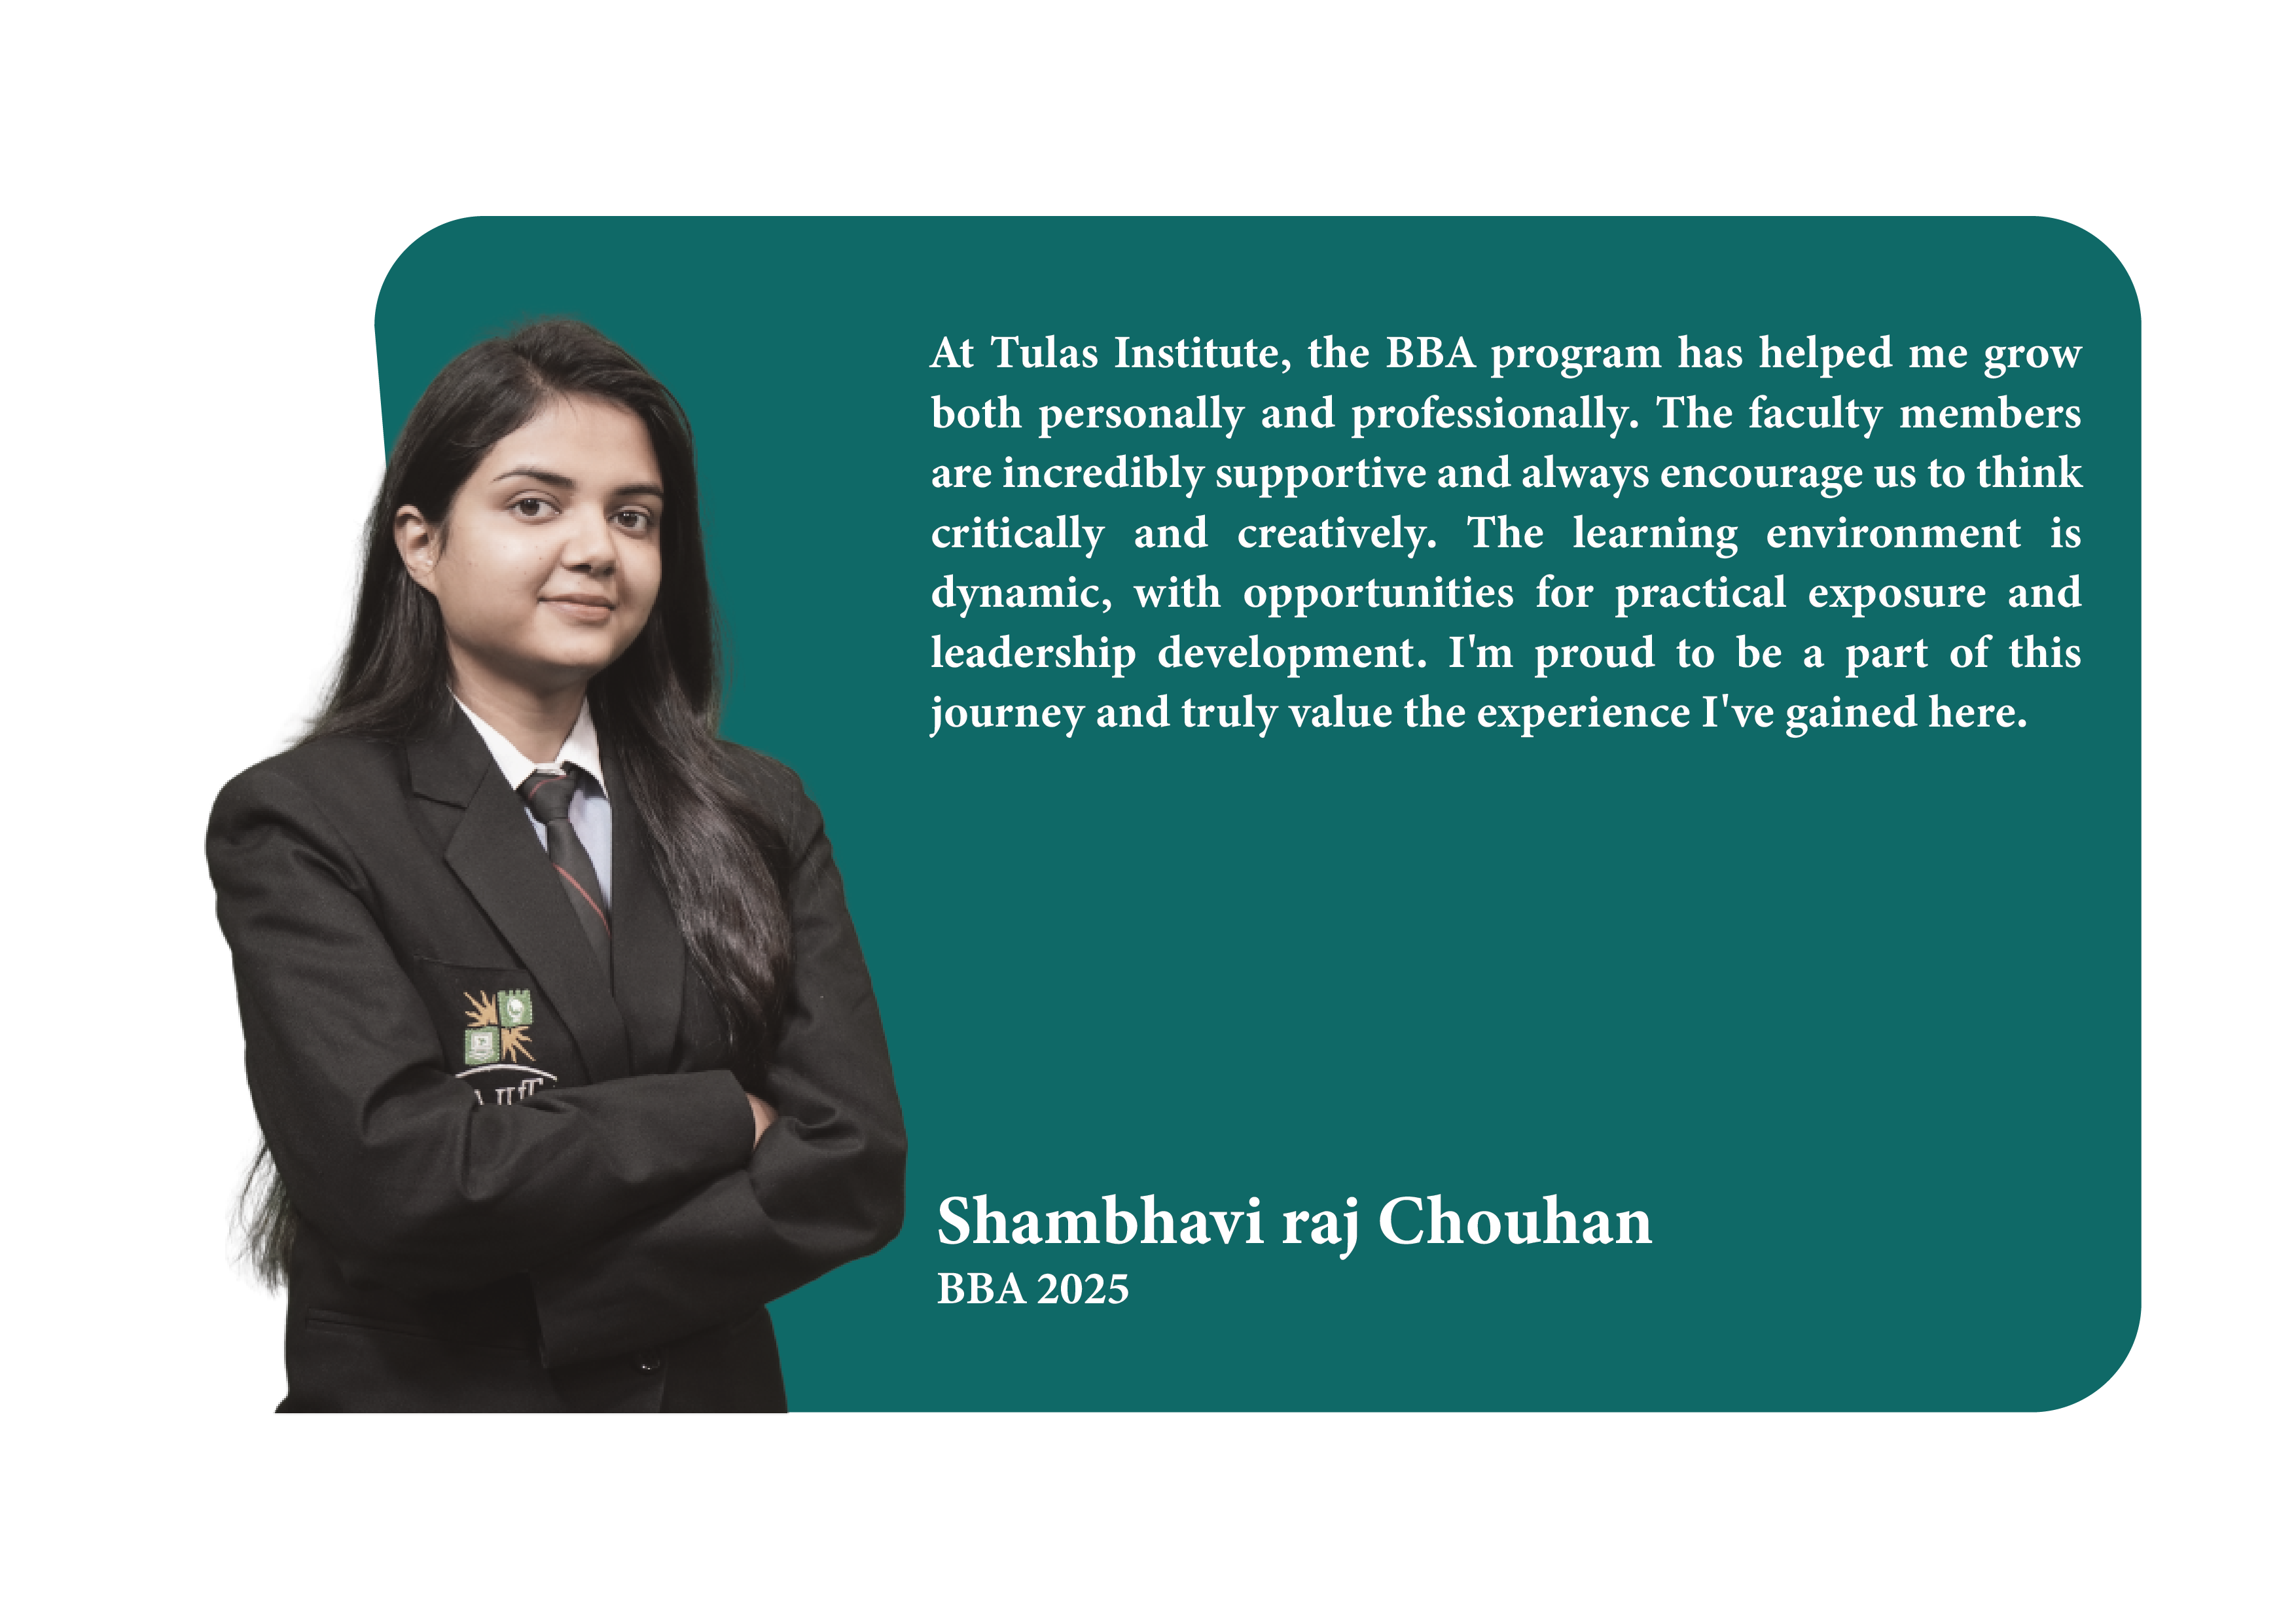 At Tulas Institute, the BBA program has helped me grow
both personally and professionally. The faculty members
are incredibly supportive and always encourage us to think
critically and creatively. The learning environment is
dynamic, with opportunities for practical exposure and
leadership development. I'm proud to be a part of this
journey and truly value the experience I've gained here.
Shambhavi raj Chouhan
BBA 2025